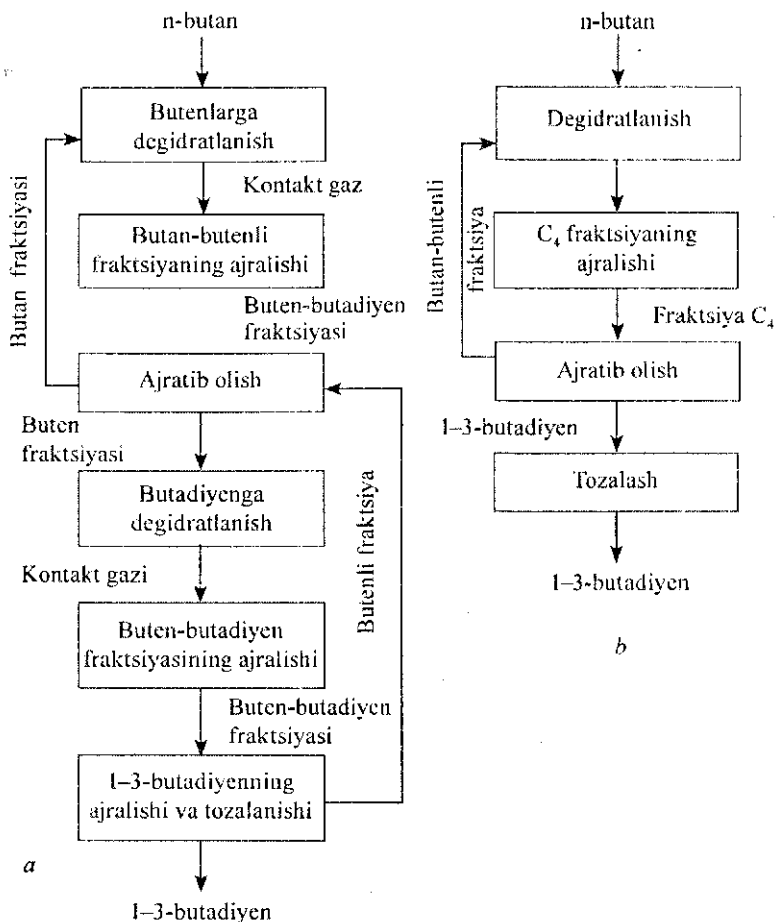 n-butan
Butenlarga
degidratlanish
Butan fraktsiyasi
Kontakt gaz
Butan-butenli
fraktsiyaning ajralishi
Buten-butadiyen
fraktsiyasi
Ajratib olish
Buten
fraktsiyasi
Butadiyenga
degidratlanish
Butenli fraktsiya
Kontakt gazi
Buten-butadiyen
fraktsiyasining ajralishi
Buten-butadiyen
fraktsiyasi
1–3-butadiyenning
ajralishi va tozalanishi
a
1–3-butadiyen
n-butan
Degidratlanish
Butan-butenli
fraktsiya
C₄ fraktsiyaning
ajralishi
Fraktsiya C₄
Ajratib olish
1–3-butadiyen
Tozalash
1–3-butadiyen
b